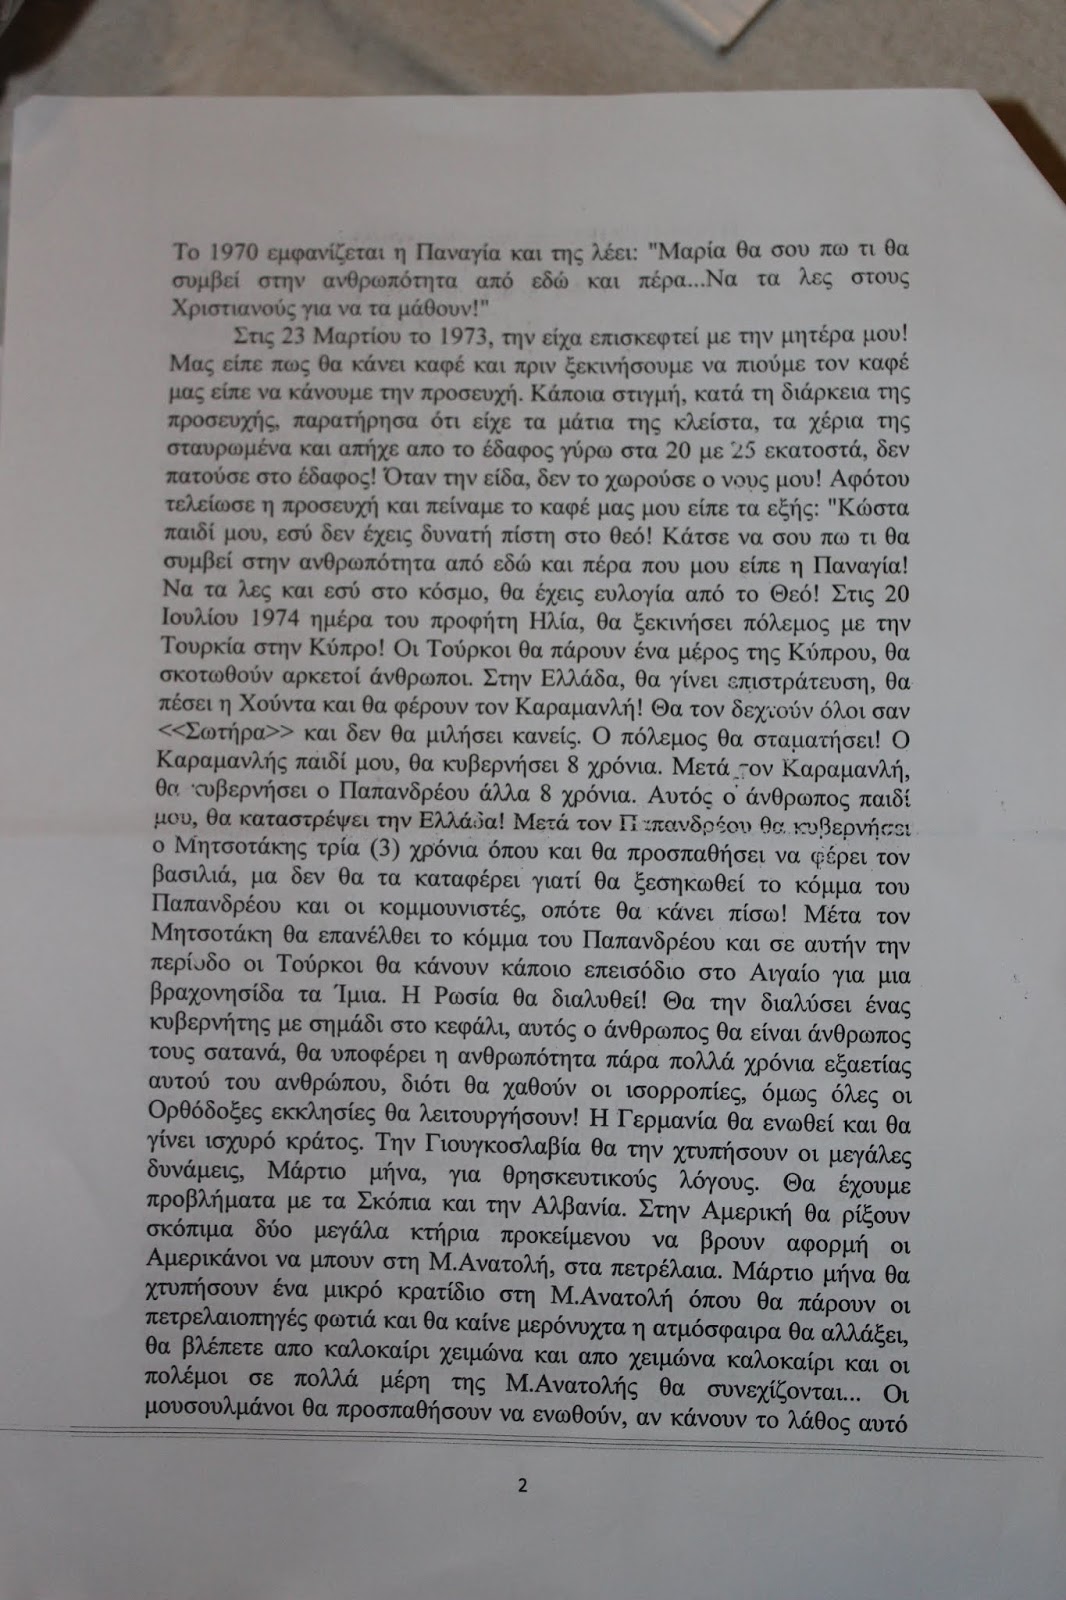 Το 1970 εμφανίζεται η Παναγία και της λέει: "Μαρία θα σου πω τι θα
συμβεί στην ανθρωπότητα από εδώ και πέρα...Να τα λες στους
Χριστιανούς για να τα μάθουν!"
Στις 23 Μαρτίου το 1973, την είχα επισκεφτεί με την μητέρα μου!
Μας είπε πως θα κάνει καφέ και πριν ξεκινήσουμε να πιούμε τον καφέ
μας είπε να κάνουμε την προσευχή. Κάποια στιγμή, κατά τη διάρκεια της
προσευχής, παρατήρησα ότι είχε τα μάτια της κλείστα, τα χέρια της
σταυρωμένα και απήχε απο το έδαφος γύρω στα 20 με 25 εκατοστά, δεν
πατούσε στο έδαφος! Όταν την είδα, δεν το χωρούσε ο νους μου! Αφότου
τελείωσε η προσευχή και πείναμε το καφέ μας μου είπε τα εξής: "Κώστα
παιδί μου, εσύ δεν έχεις δυνατή πίστη στο θεό! Κάτσε να σου πω τι θα
συμβεί στην ανθρωπότητα από εδώ και πέρα που μου είπε η Παναγία!
Να τα λες και εσύ στο κόσμο, θα έχεις ευλογία από το Θεό! Στις 20
Ιουλίου 1974 ημέρα του προφήτη Ηλία, θα ξεκινήσει πόλεμος με την
Τουρκία στην Κύπρο! Οι Τούρκοι θα πάρουν ένα μέρος της Κύπρου, θα
σκοτωθούν αρκετοί άνθρωποι. Στην Ελλάδα, θα γίνει επιστράτευση, θα
πέσει η Χούντα και θα φέρουν τον Καραμανλή! Θα τον δεχτούν όλοι σαν
<<Σωτήρα>> και δεν θα μιλήσει κανείς. Ο πόλεμος θα σταματήσει! Ο
Καραμανλής παιδί μου, θα κυβερνήσει 8 χρόνια. Μετά τον Καραμανλή,
θα κυβερνήσει ο Παπανδρέου άλλα 8 χρόνια. Αυτός ο άνθρωπος παιδί
μου, θα καταστρέψει την Ελλάδα! Μετά τον Παπανδρέου θα κυβερνήσει
ο Μητσοτάκης τρία (3) χρόνια όπου και θα προσπαθήσει να φέρει τον
βασιλιά, μα δεν θα τα καταφέρει γιατί θα ξεσηκωθεί το κόμμα του
Παπανδρέου και οι κομμουνιστές, οπότε θα κάνει πίσω! Μέτα τον
Μητσοτάκη θα επανέλθει το κόμμα του Παπανδρέου και σε αυτήν την
περίοδο οι Τούρκοι θα κάνουν κάποιο επεισόδιο στο Αιγαίο για μια
βραχονησίδα τα Ίμια. Η Ρωσία θα διαλυθεί! Θα την διαλύσει ένας
κυβερνήτης με σημάδι στο κεφάλι, αυτός ο άνθρωπος θα είναι άνθρωπος
τους σατανά, θα υποφέρει η ανθρωπότητα πάρα πολλά χρόνια εξαετίας
αυτού του ανθρώπου, διότι θα χαθούν οι ισορροπίες, όμως όλες οι
Ορθόδοξες εκκλησίες θα λειτουργήσουν! Η Γερμανία θα ενωθεί και θα
γίνει ισχυρό κράτος. Την Γιουγκοσλαβία θα την χτυπήσουν οι μεγάλες
δυνάμεις, Μάρτιο μήνα, για θρησκευτικούς λόγους. Θα έχουμε
προβλήματα με τα Σκόπια και την Αλβανία. Στην Αμερική θα ρίξουν
σκόπιμα δύο μεγάλα κτήρια προκείμενου να βρουν αφορμή οι
Αμερικάνοι να μπουν στη Μ.Ανατολή, στα πετρέλαια. Μάρτιο μήνα θα
χτυπήσουν ένα μικρό κρατίδιο στη Μ.Ανατολή όπου θα πάρουν οι
πετρελαιοπηγές φωτιά και θα καίνε μερόνυχτα η ατμόσφαιρα θα αλλάξει,
θα βλέπετε απο καλοκαίρι χειμώνα και απο χειμώνα καλοκαίρι και οι
πολέμοι σε πολλά μέρη της Μ.Ανατολής θα συνεχίζονται... Οι
μουσουλμάνοι θα προσπαθήσουν να ενωθούν, αν κάνουν το λάθος αυτό
2